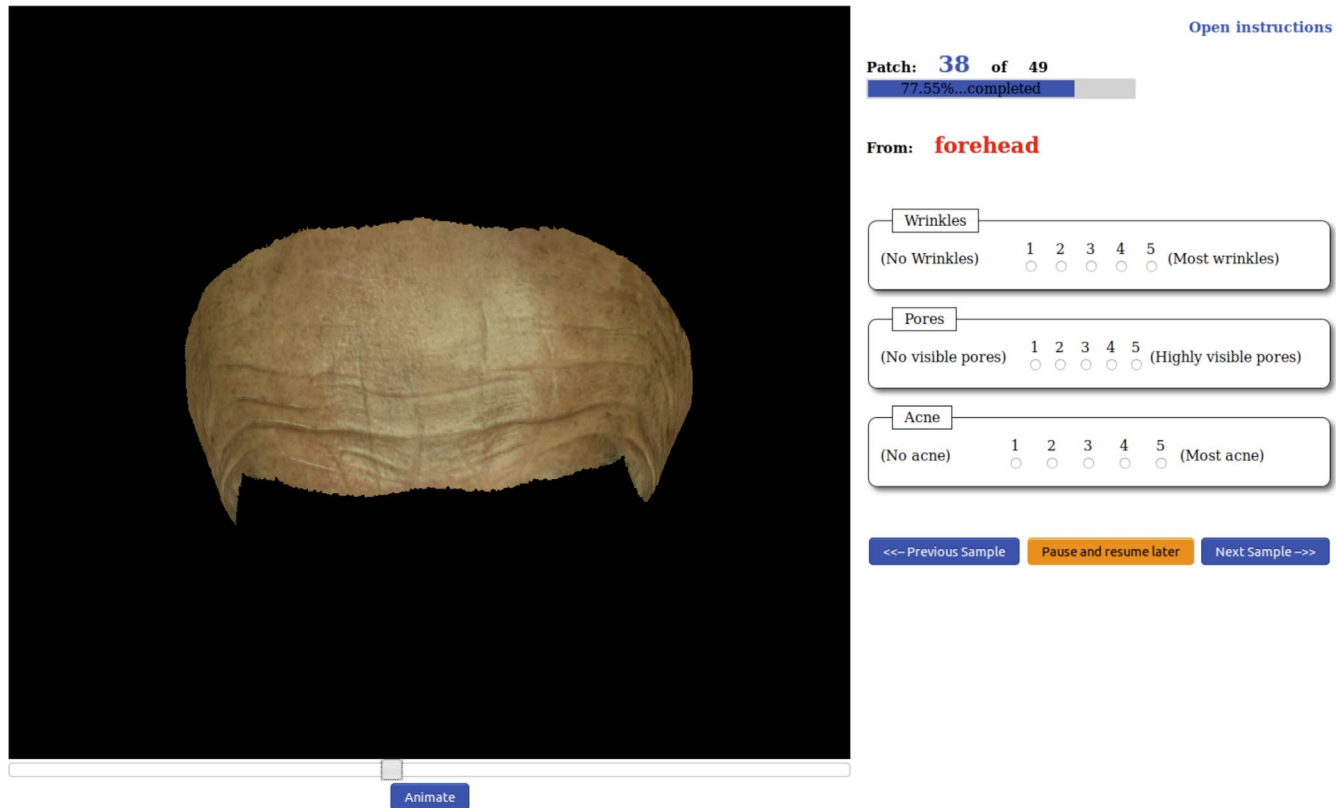 Open instructions
Patch: 38 of 49
77.55%...completed
From: forehead
Wrinkles
(No Wrinkles) 1 2 3 4 5 (Most wrinkles)
Pores
(No visible pores) 1 2 3 4 5 (Highly visible pores)
Acne
(No acne) 1 2 3 4 5 (Most acne)
<<-- Previous Sample Pause and resume later Next Sample -->>
Animate